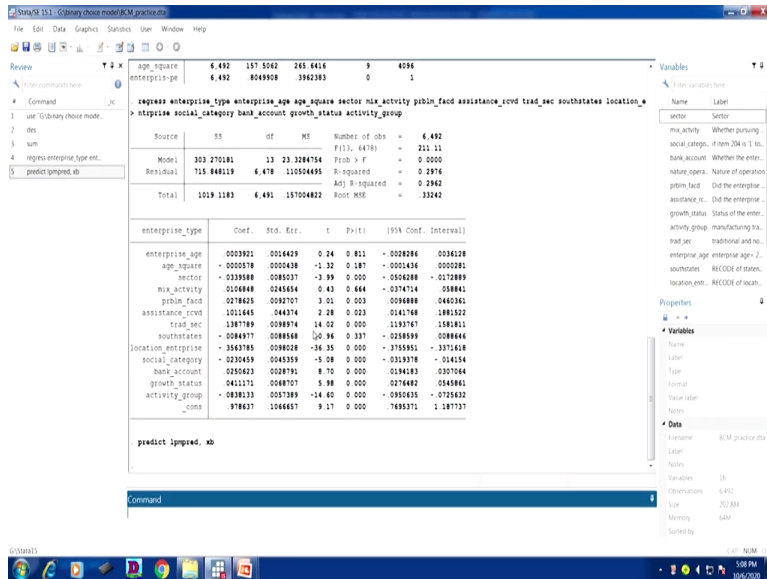 Stata/SE 15.1 - G:\binary choice model\BCM_practice.dta
File Edit Data Graphics Statistics User Window Help
Review
Filter commands here
# Command _rc
1 use "G:\binary choice mode...
2 des
3 sum
4 regress enterprise_type ent...
5 predict lpmpred, xb
age_square 6,492 157.5062 265.6416 9 4096
enterpris~pe 6,492 .8049908 .3962383 0 1
. regress enterprise_type enterprise_age age_square sector mix_actvity prblm_facd assistance_rcvd trad_sec southstates location_e
> ntrprise social_category bank_account growth_status activity_group
Source SS df MS Number of obs = 6,492
F(13, 6478) = 211.11
Model 303.270181 13 23.3284754 Prob > F = 0.0000
Residual 715.848119 6,478 .110504495 R-squared = 0.2976
Adj R-squared = 0.2962
Total 1019.1183 6,491 .157004822 Root MSE = .33242
enterprise_type Coef. Std. Err. t P>|t| [95% Conf. Interval]
enterprise_age .0003921 .0016429 0.24 0.811 -.0028286 .0036128
age_square -.0000578 .0000438 -1.32 0.187 -.0001436 .0000281
sector -.0339588 .0085037 -3.99 0.000 -.0506288 -.0172889
mix_actvity .0106848 .0245654 0.43 0.664 -.0374714 .058841
prblm_facd .0278625 .0092707 3.01 0.003 .0096888 .0460361
assistance_rcvd .1011645 .044374 2.28 0.023 .0141768 .1881522
trad_sec .1387789 .0098974 14.02 0.000 .1193767 .1581811
southstates -.0084977 .0088568 -0.96 0.337 -.0258599 .0088646
location_entrprise -.3563785 .0098028 -36.35 0.000 -.3755951 -.3371618
social_category -.0230459 .0045359 -5.08 0.000 -.0319378 -.014154
bank_account .0250623 .0028791 8.70 0.000 .0194183 .0307064
growth_status .0411171 .0068707 5.98 0.000 .0276482 .0545861
activity_group -.0838133 .0057389 -14.60 0.000 -.0950635 -.0725632
_cons .978637 .1066657 9.17 0.000 .7695371 1.187737
. predict lpmpred, xb
.
Command
Variables
Filter variables here
Name Label
sector Sector
mix_actvity Whether pursuing ...
social_catego... if item 204 is '1' to...
bank_account Whether the enter...
nature_opera... Nature of operation
prblm_facd Did the enterprise ...
assistance_rc... Did the enterprise ...
growth_status Status of the enter...
activity_group manufacturing tra...
trad_sec traditional and no...
enterprise_age enterprise age= 2...
southstates RECODE of staten...
location_entr... RECODE of locati...
Properties
Variables
Name
Label
Type
Format
Value label
Notes
Data
Filename BCM_practice.dta
Label
Notes
Variables 16
Observations 6,492
Size 202.88K
Memory 64M
Sorted by
G:\Stata15
CAP NUM
5:08 PM
10/6/2020